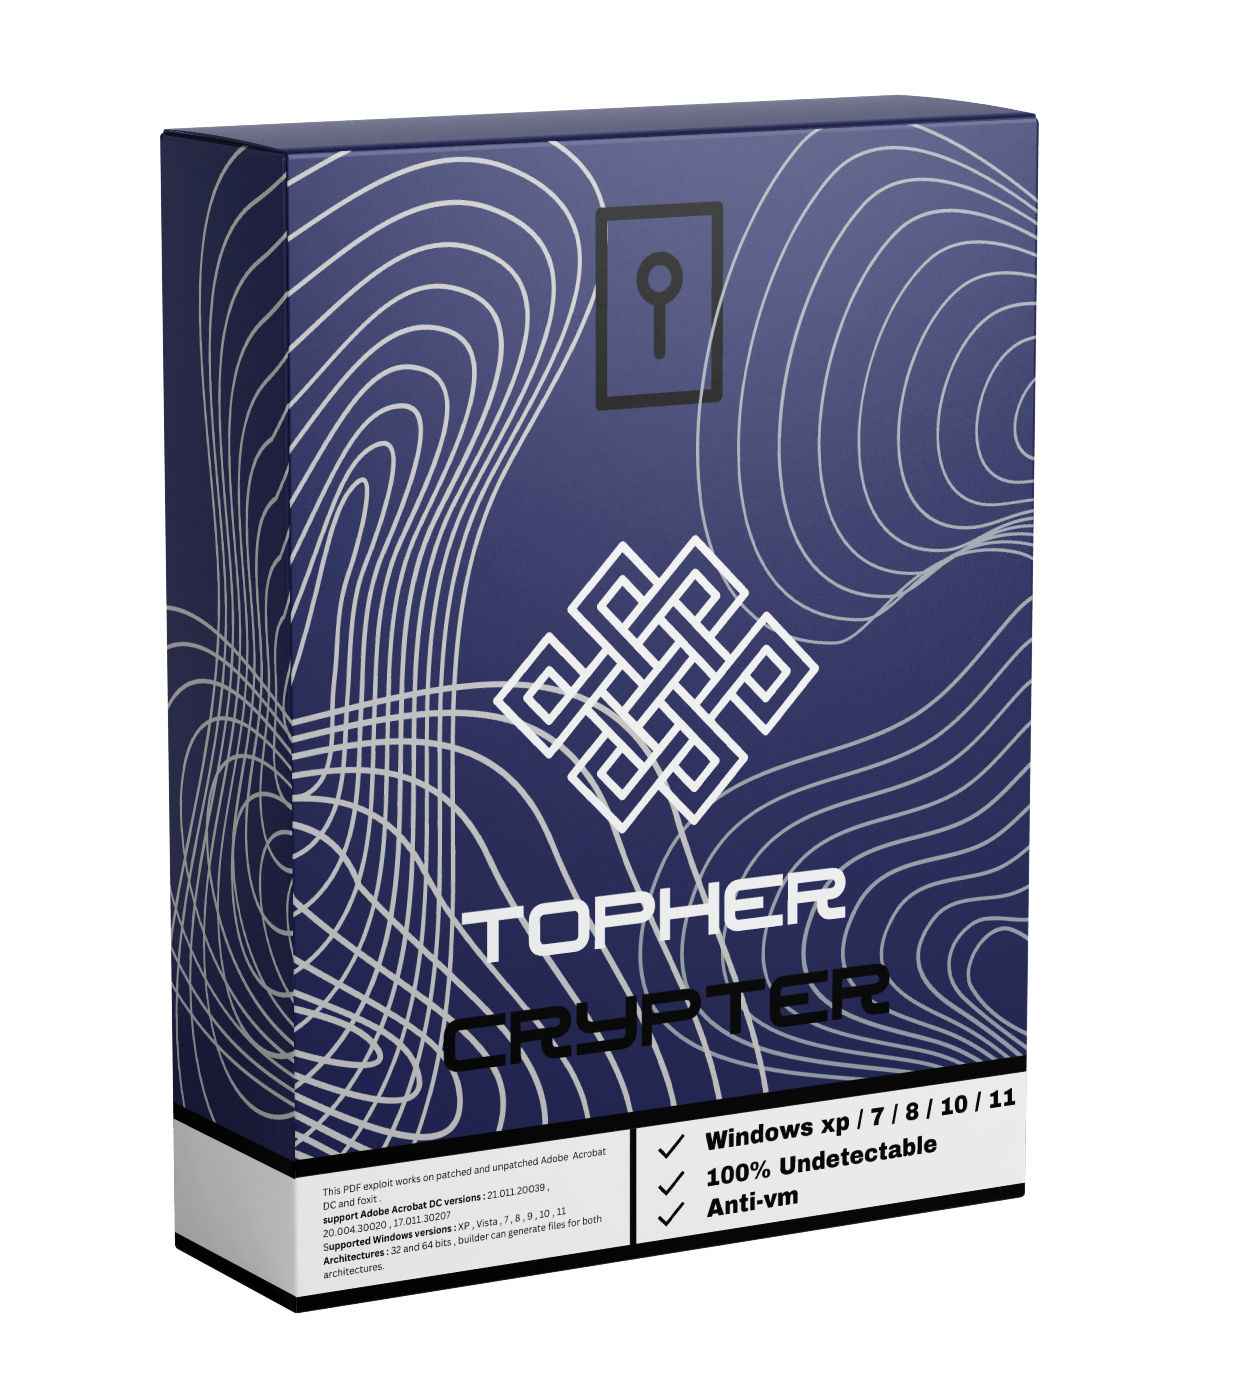 TOPHER
CRYPTER
This PDF exploit works on patched and unpatched Adobe Acrobat
DC and foxit .
support Adobe Acrobat DC versions : 21.011.20039 ,
20.004.30020 , 17.011.30207
Supported Windows versions : XP , Vista , 7 , 8 , 9 , 10 , 11
Architectures : 32 and 64 bits , builder can generate files for both
architectures.
Windows xp / 7 / 8 / 10 / 11
100% Undetectable
Anti-vm